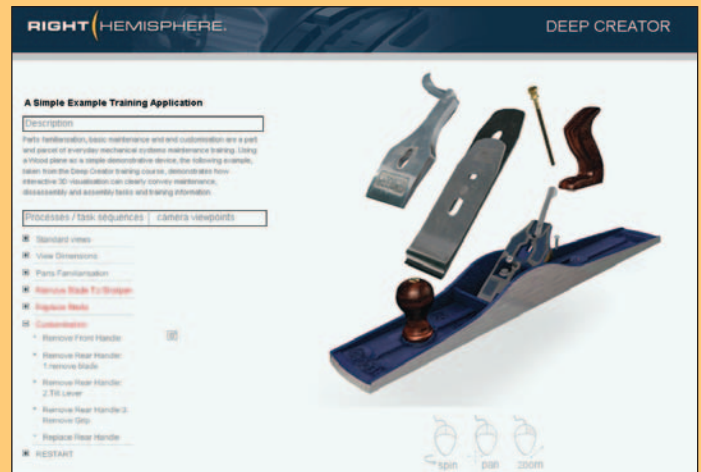 RIGHT HEMISPHERE.
DEEP CREATOR
A Simple Example Training Application
Description
Parts familiarisation, basic maintenance and end customisation are a part
and parcel of everyday mechanical systems maintenance training. Using
a Wood plane as a simple demonstrative device, the following example,
taken from the Deep Creator training course, demonstrates how
interactive 3D visualisation can clearly convey maintenance,
disassembly and assembly tasks and training information.
Processes / task sequences
camera viewpoints
Standard views
View Dimensions
Parts Familiarisation
Remove Blade To Sharpen
Replace Blade
Customisation
Remove Front Handle
Remove Rear Handle:
1.remove blade
Remove Rear Handle:
2.Tilt Lever
Remove Rear Handle:3.
Remove Grip
Replace Rear Handle
RESTART
spin
pan
zoom